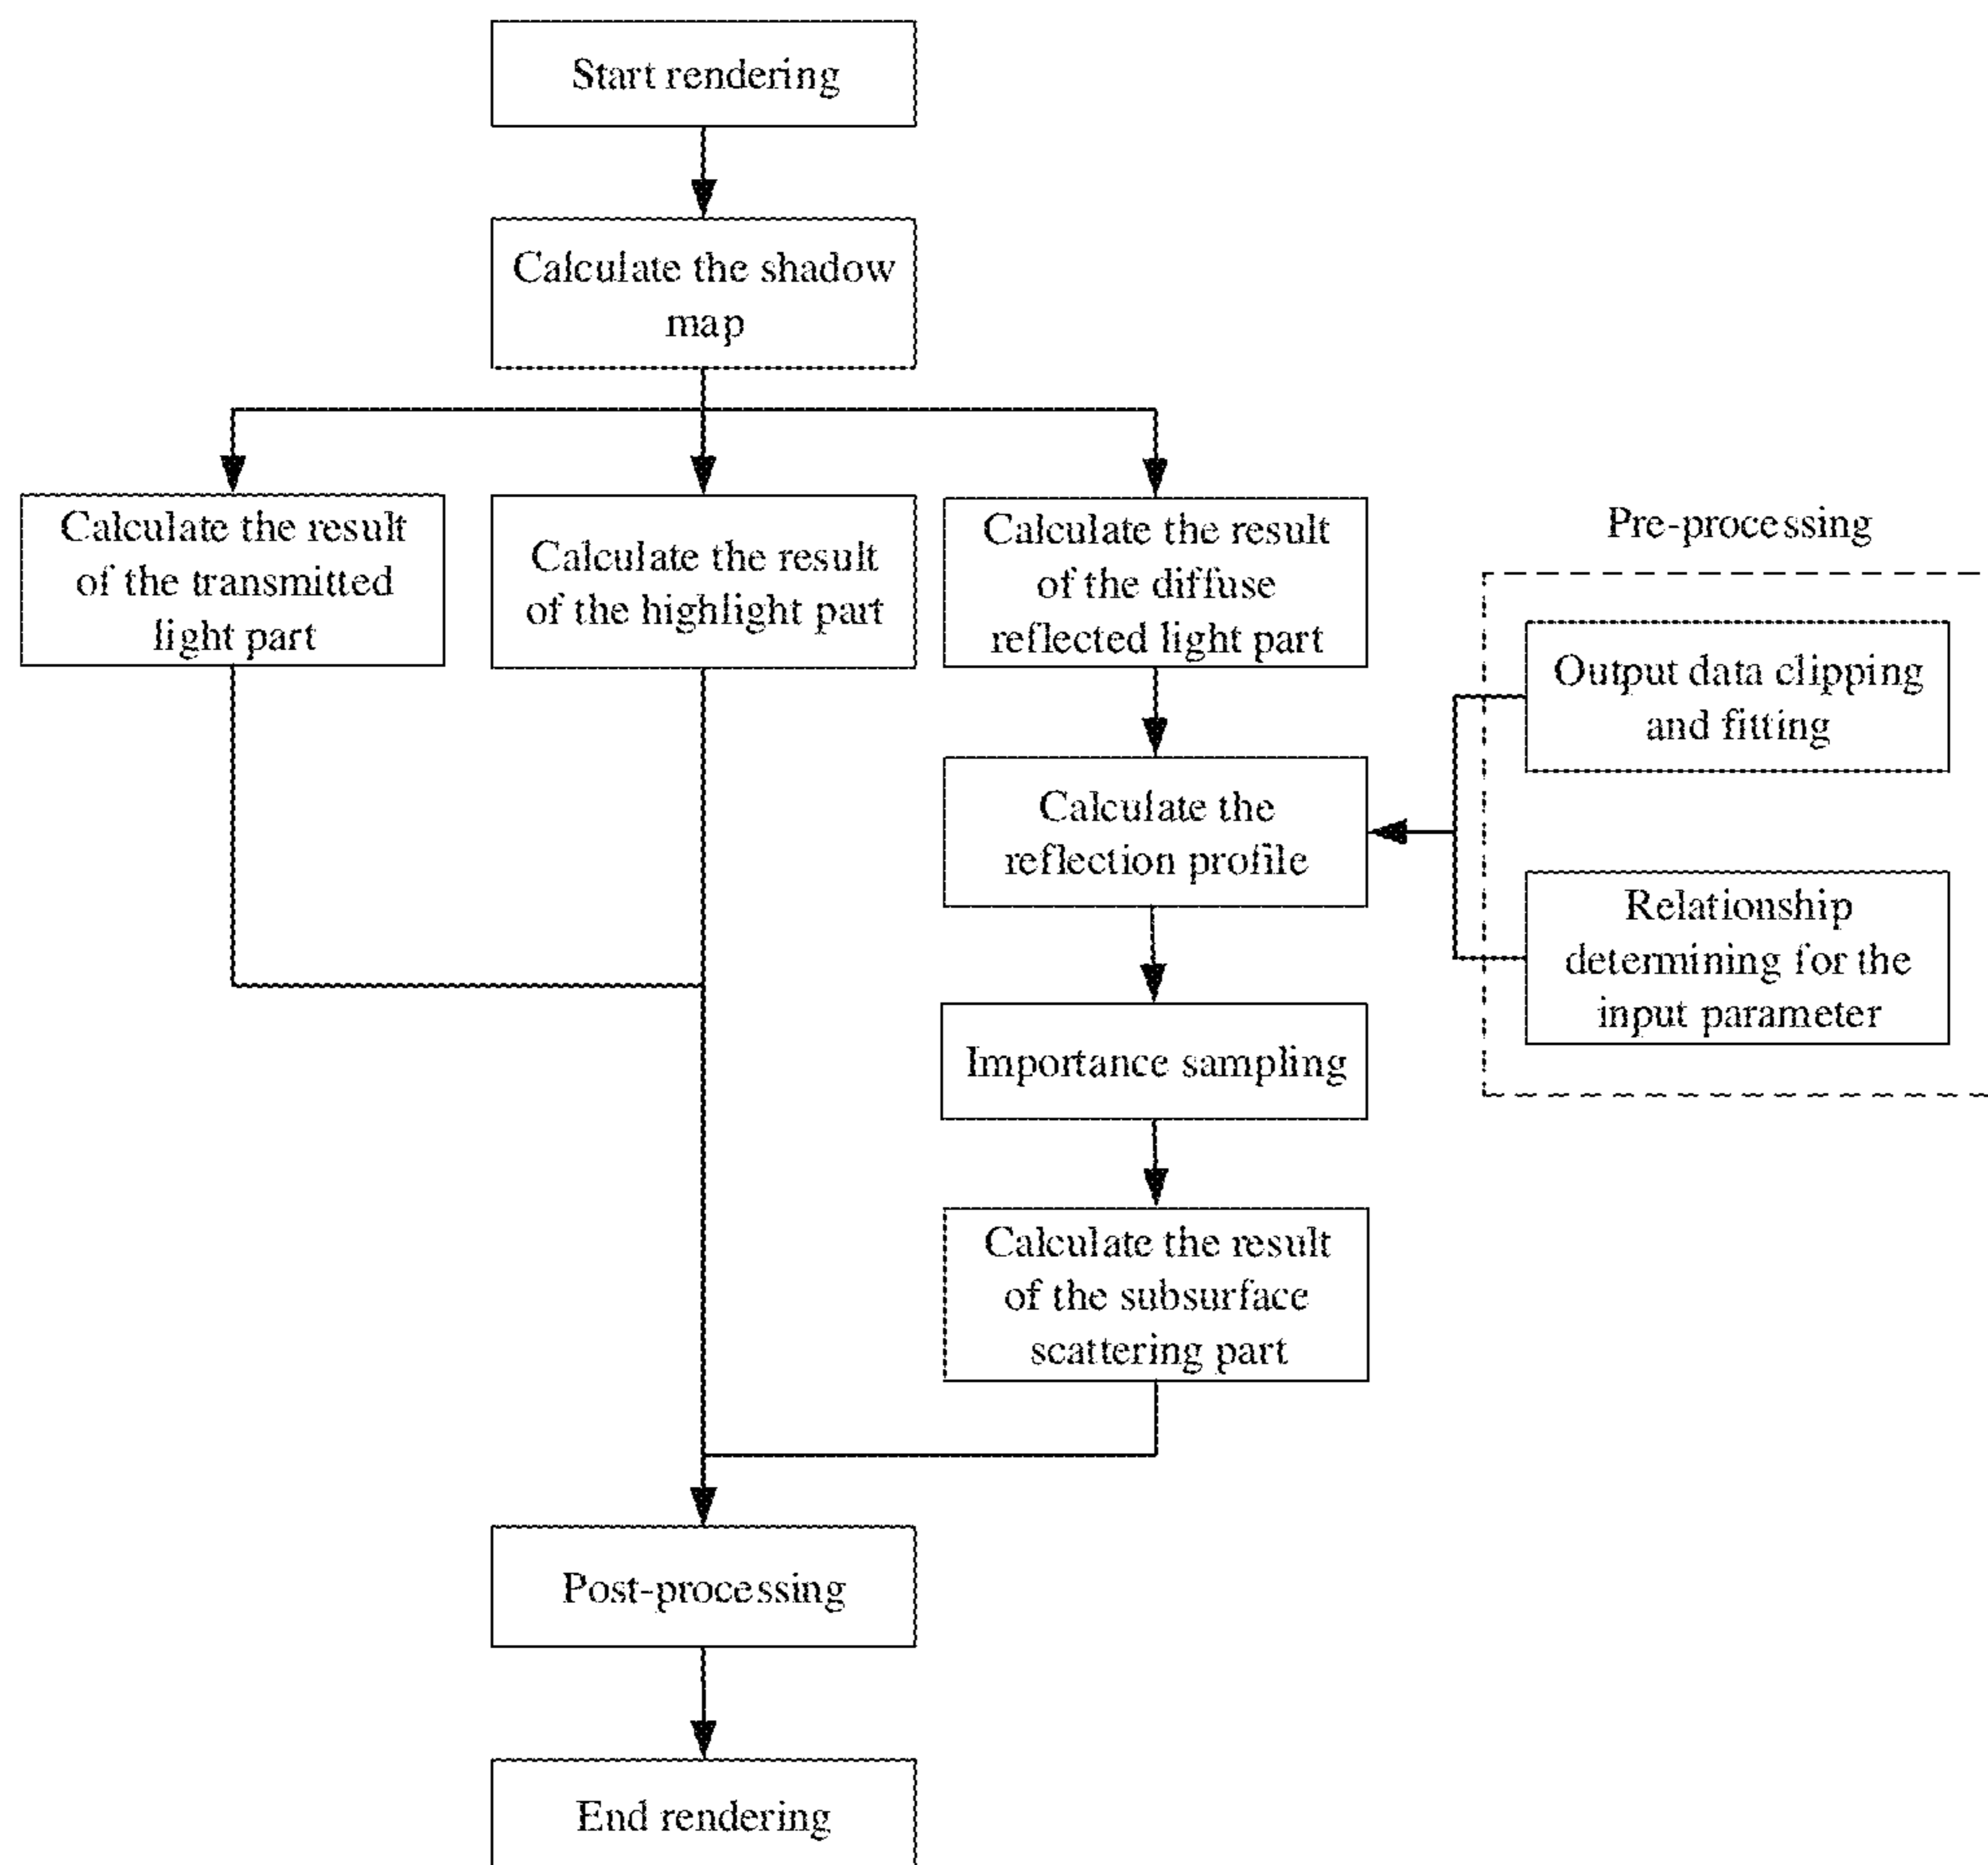 Start rendering
Calculate the shadow
map
Calculate the result
of the transmitted
light part
Calculate the result
of the highlight part
Calculate the result
of the diffuse
reflected light part
Pre-processing
Output data clipping
and fitting
Calculate the
reflection profile
Relationship
determining for the
input parameter
Importance sampling
Calculate the result
of the subsurface
scattering part
Post-processing
End rendering